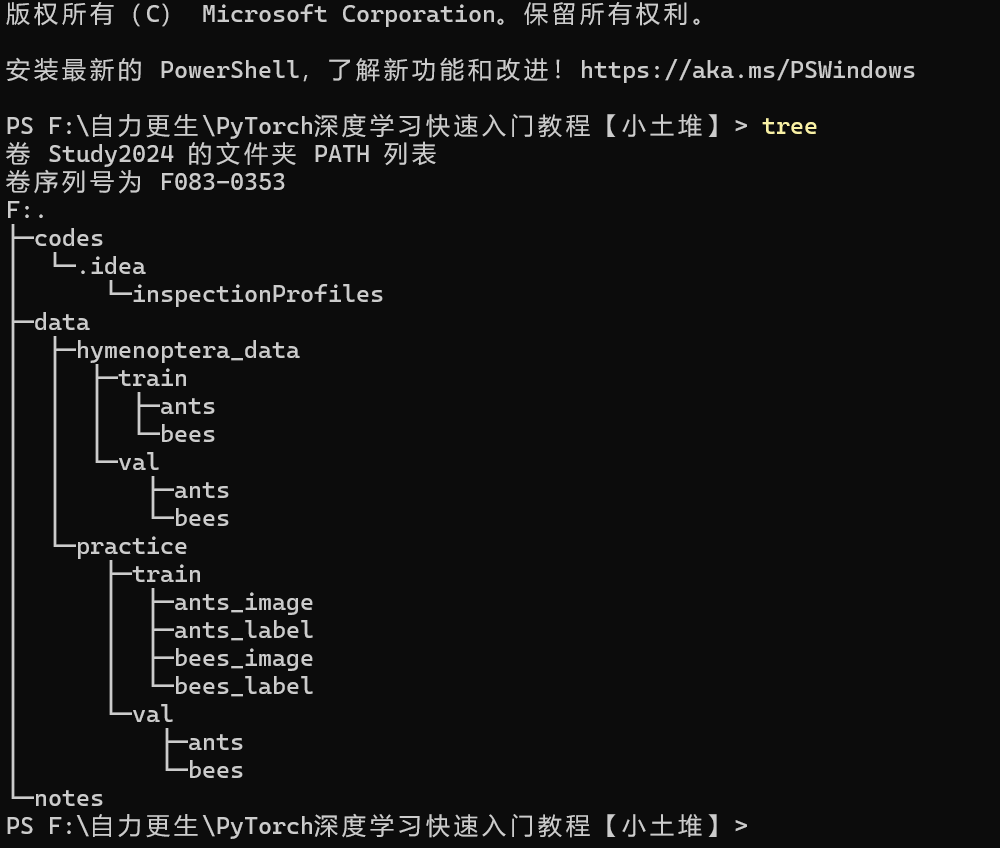 版权所有（C） Microsoft Corporation。保留所有权利。
安装最新的 PowerShell，了解新功能和改进！https://aka.ms/PSWindows
PS F:\自力更生\PyTorch深度学习快速入门教程【小土堆】> tree
卷 Study2024 的文件夹 PATH 列表
卷序列号为 F083-0353
F:.
├─codes
│  └─.idea
│      └─inspectionProfiles
├─data
│  ├─hymenoptera_data
│  │  ├─train
│  │  │  ├─ants
│  │  │  └─bees
│  │  └─val
│  │      ├─ants
│  │      └─bees
│  └─practice
│      ├─train
│      │  ├─ants_image
│      │  ├─ants_label
│      │  ├─bees_image
│      │  └─bees_label
│      └─val
│          ├─ants
│          └─bees
└─notes
PS F:\自力更生\PyTorch深度学习快速入门教程【小土堆】>